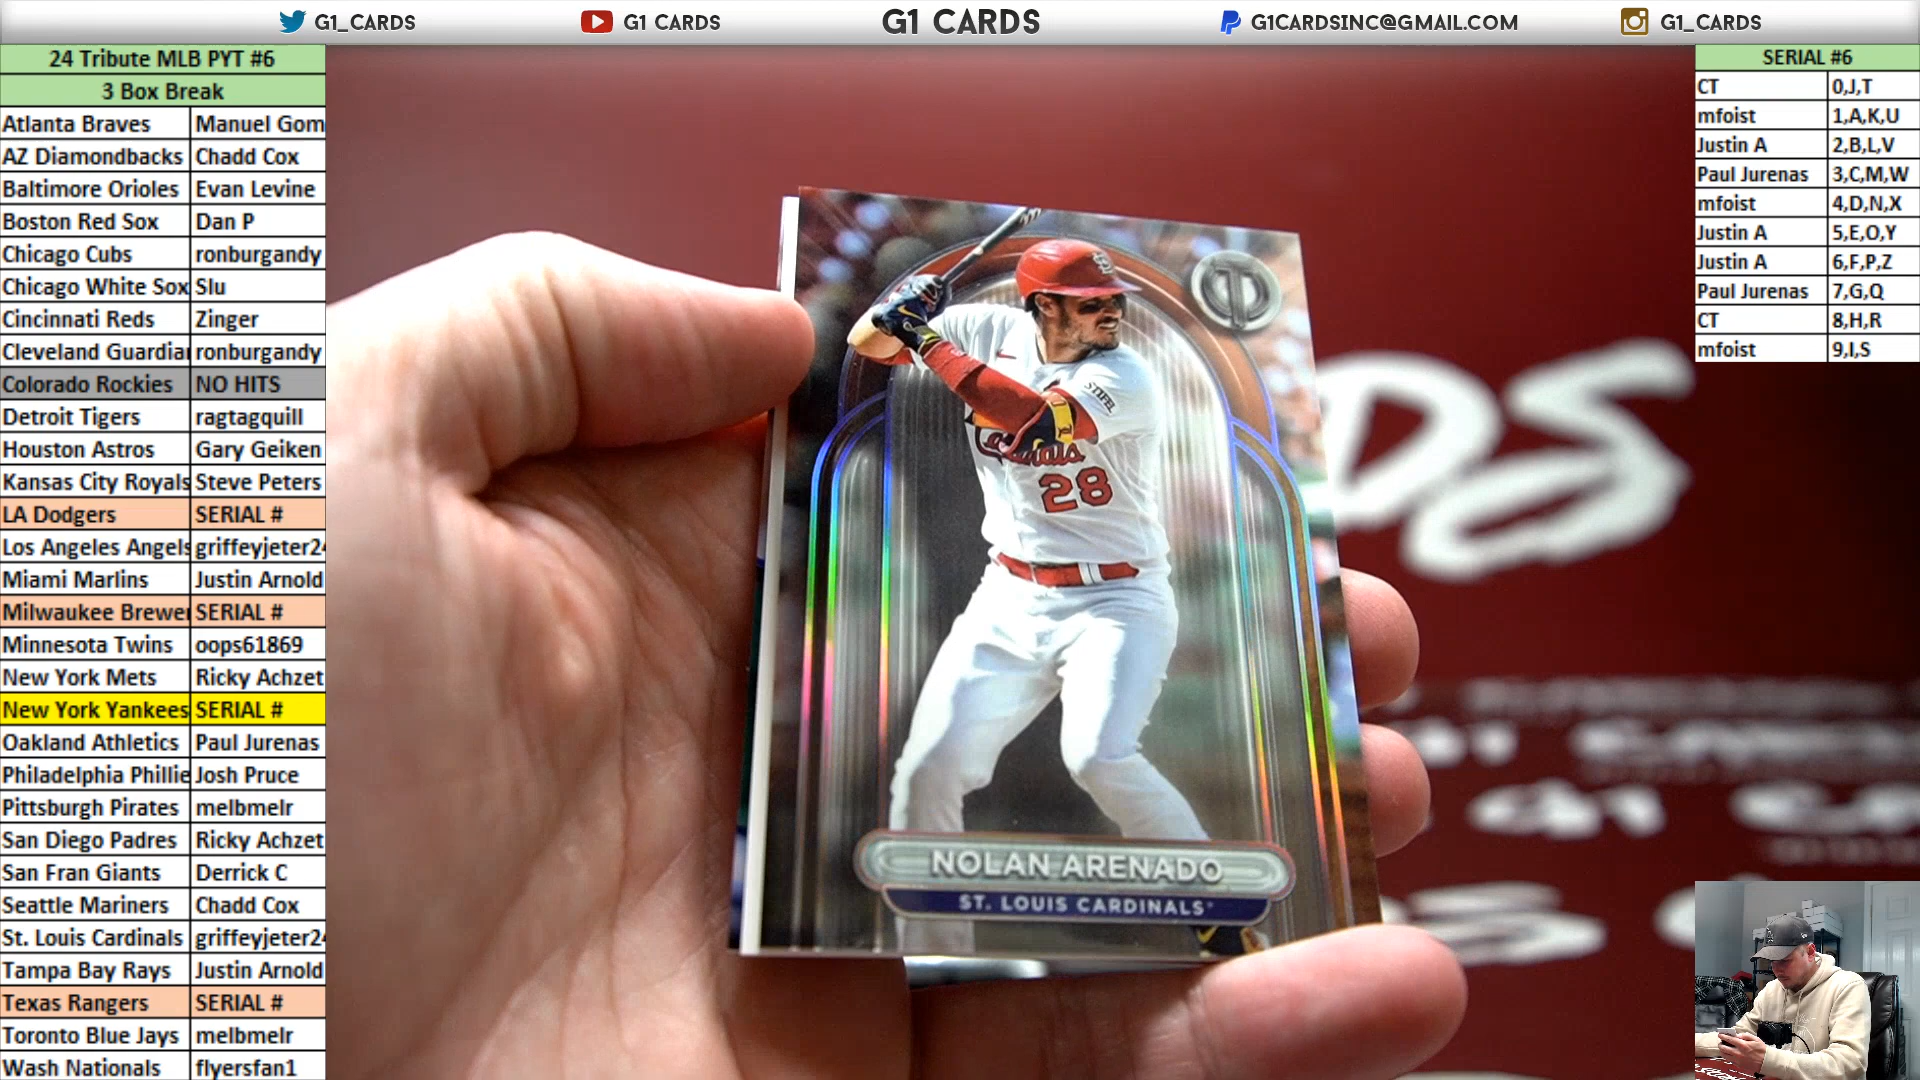 G1_CARDS
G1 CARDS
G1 CARDS
G1CARDSINC@GMAIL.COM
G1_CARDS
24 Tribute MLB PYT #6
3 Box Break
Atlanta Braves Manuel Gom
AZ Diamondbacks Chadd Cox
Baltimore Orioles Evan Levine
Boston Red Sox Dan P
Chicago Cubs ronburgandy
Chicago White Sox Slu
Cincinnati Reds Zinger
Cleveland Guardia ronburgandy
Colorado Rockies NO HITS
Detroit Tigers ragtagquill
Houston Astros Gary Geiken
Kansas City Royals Steve Peters
LA Dodgers SERIAL #
Los Angeles Angels griffeyjeter24
Miami Marlins Justin Arnold
Milwaukee Brewer SERIAL #
Minnesota Twins oops61869
New York Mets Ricky Achzet
New York Yankees SERIAL #
Oakland Athletics Paul Jurenas
Philadelphia Phillie Josh Pruce
Pittsburgh Pirates melbmelr
San Diego Padres Ricky Achzet
San Fran Giants Derrick C
Seattle Mariners Chadd Cox
St. Louis Cardinals griffeyjeter24
Tampa Bay Rays Justin Arnold
Texas Rangers SERIAL #
Toronto Blue Jays melbmelr
Wash Nationals flyersfan1
SERIAL #6
CT 0,J,T
mfoist 1,A,K,U
Justin A 2,B,L,V
Paul Jurenas 3,C,M,W
mfoist 4,D,N,X
Justin A 5,E,O,Y
Justin A 6,F,P,Z
Paul Jurenas 7,G,Q
CT 8,H,R
mfoist 9,I,S
STIFEL
Cardinals
28
NOLAN ARENADO
ST. LOUIS CARDINALS
DS